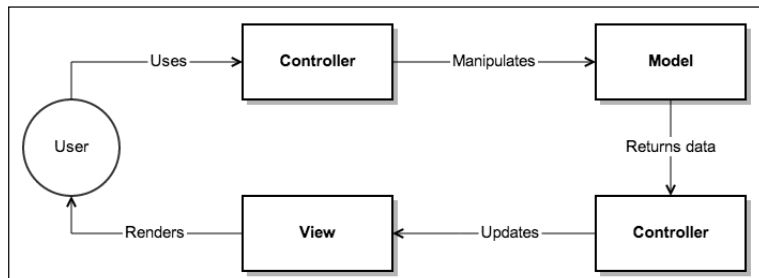 Uses
Controller
Manipulates
Model
User
Returns data
Renders
View
Updates
Controller